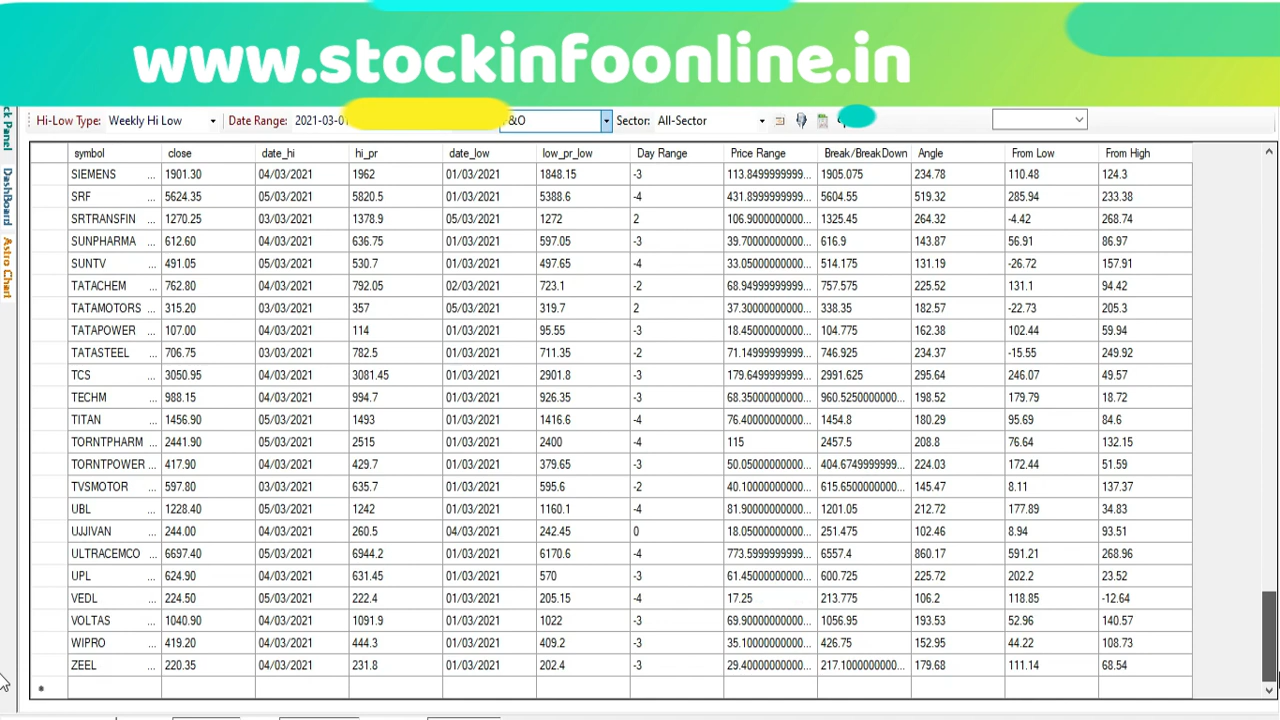 www.stockinfoonline.in
Hi-Low Type: Weekly Hi Low Date Range: 2021-03-01 &O Sector: All-Sector
ck Panel
DashBoard
Astro Chart
symbol close date_hi hi_pr date_low low_pr_low Day Range Price Range Break/BreakDown Angle From Low From High
SIEMENS ... 1901.30 04/03/2021 1962 01/03/2021 1848.15 -3 113.8499999999... 1905.075 234.78 110.48 124.3
SRF ... 5624.35 05/03/2021 5820.5 01/03/2021 5388.6 -4 431.8999999999... 5604.55 519.32 285.94 233.38
SRTRANSFIN ... 1270.25 03/03/2021 1378.9 05/03/2021 1272 2 106.9000000000... 1325.45 264.32 -4.42 268.74
SUNPHARMA ... 612.60 04/03/2021 636.75 01/03/2021 597.05 -3 39.70000000000... 616.9 143.87 56.91 86.97
SUNTV ... 491.05 05/03/2021 530.7 01/03/2021 497.65 -4 33.05000000000... 514.175 131.19 -26.72 157.91
TATACHEM ... 762.80 04/03/2021 792.05 02/03/2021 723.1 -2 68.94999999999... 757.575 225.52 131.1 94.42
TATAMOTORS ... 315.20 03/03/2021 357 05/03/2021 319.7 2 37.30000000000... 338.35 182.57 -22.73 205.3
TATAPOWER ... 107.00 04/03/2021 114 01/03/2021 95.55 -3 18.45000000000... 104.775 162.38 102.44 59.94
TATASTEEL ... 706.75 03/03/2021 782.5 01/03/2021 711.35 -2 71.14999999999... 746.925 234.37 -15.55 249.92
TCS ... 3050.95 04/03/2021 3081.45 01/03/2021 2901.8 -3 179.6499999999... 2991.625 295.64 246.07 49.57
TECHM ... 988.15 04/03/2021 994.7 01/03/2021 926.35 -3 68.35000000000... 960.5250000000... 198.52 179.79 18.72
TITAN ... 1456.90 05/03/2021 1493 01/03/2021 1416.6 -4 76.40000000000... 1454.8 180.29 95.69 84.6
TORNTPHARM ... 2441.90 05/03/2021 2515 01/03/2021 2400 -4 115 2457.5 208.8 76.64 132.15
TORNTPOWER ... 417.90 04/03/2021 429.7 01/03/2021 379.65 -3 50.05000000000... 404.6749999999... 224.03 172.44 51.59
TVSMOTOR ... 597.80 03/03/2021 635.7 01/03/2021 595.6 -2 40.10000000000... 615.6500000000... 145.47 8.11 137.37
UBL ... 1228.40 05/03/2021 1242 01/03/2021 1160.1 -4 81.90000000000... 1201.05 212.72 177.89 34.83
UJJIVAN ... 244.00 04/03/2021 260.5 04/03/2021 242.45 0 18.05000000000... 251.475 102.46 8.94 93.51
ULTRACEMCO ... 6697.40 05/03/2021 6944.2 01/03/2021 6170.6 -4 773.5999999999... 6557.4 860.17 591.21 268.96
UPL ... 624.90 04/03/2021 631.45 01/03/2021 570 -3 61.45000000000... 600.725 225.72 202.2 23.52
VEDL ... 224.50 05/03/2021 222.4 01/03/2021 205.15 -4 17.25 213.775 106.2 118.85 -12.64
VOLTAS ... 1040.90 04/03/2021 1091.9 01/03/2021 1022 -3 69.90000000000... 1056.95 193.53 52.96 140.57
WIPRO ... 419.20 04/03/2021 444.3 01/03/2021 409.2 -3 35.10000000000... 426.75 152.95 44.22 108.73
ZEEL ... 220.35 04/03/2021 231.8 01/03/2021 202.4 -3 29.40000000000... 217.1000000000... 179.68 111.14 68.54